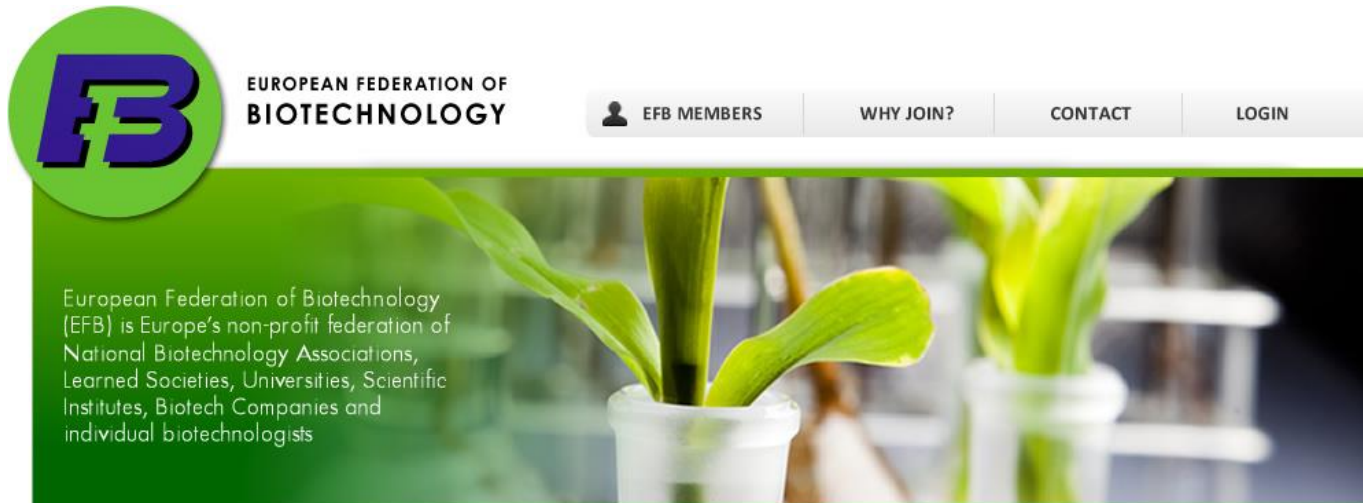 EFB
EUROPEAN FEDERATION OF
BIOTECHNOLOGY
EFB MEMBERS
WHY JOIN?
CONTACT
LOGIN
European Federation of Biotechnology
(EFB) is Europe's non-profit federation of
National Biotechnology Associations,
Learned Societies, Universities, Scientific
Institutes, Biotech Companies and
individual biotechnologists